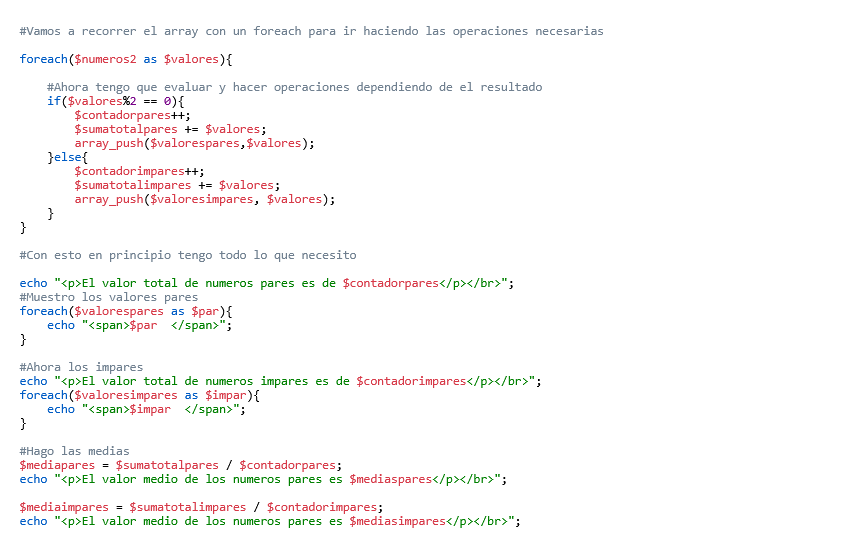 #Vamos a recorrer el array con un foreach para ir haciendo las operaciones necesarias
foreach($numeros2 as $valores){
#Ahora tengo que evaluar y hacer operaciones dependiendo de el resultado
if($valores%2 == 0){
$contadorpares++;
$sumatotalpares += $valores;
array_push($valorespares,$valores);
}else{
$contadorimpares++;
$sumatotalimpares += $valores;
array_push($valoresimpares, $valores);
}
}
#Con esto en principio tengo todo lo que necesito
echo "<p>El valor total de numeros pares es de $contadorpares</p></br>";
#Muestro los valores pares
foreach($valorespares as $par){
echo "<span>$par  </span>";
}
#Ahora los impares
echo "<p>El valor total de numeros impares es de $contadorimpares</p></br>";
foreach($valoresimpares as $impar){
echo "<span>$impar  </span>";
}
#Hago las medias
$mediapares = $sumatotalpares / $contadorpares;
echo "<p>El valor medio de los numeros pares es $mediaspares</p></br>";
$mediaimpares = $sumatotalimpares / $contadorimpares;
echo "<p>El valor medio de los numeros pares es $mediasimpares</p></br>";